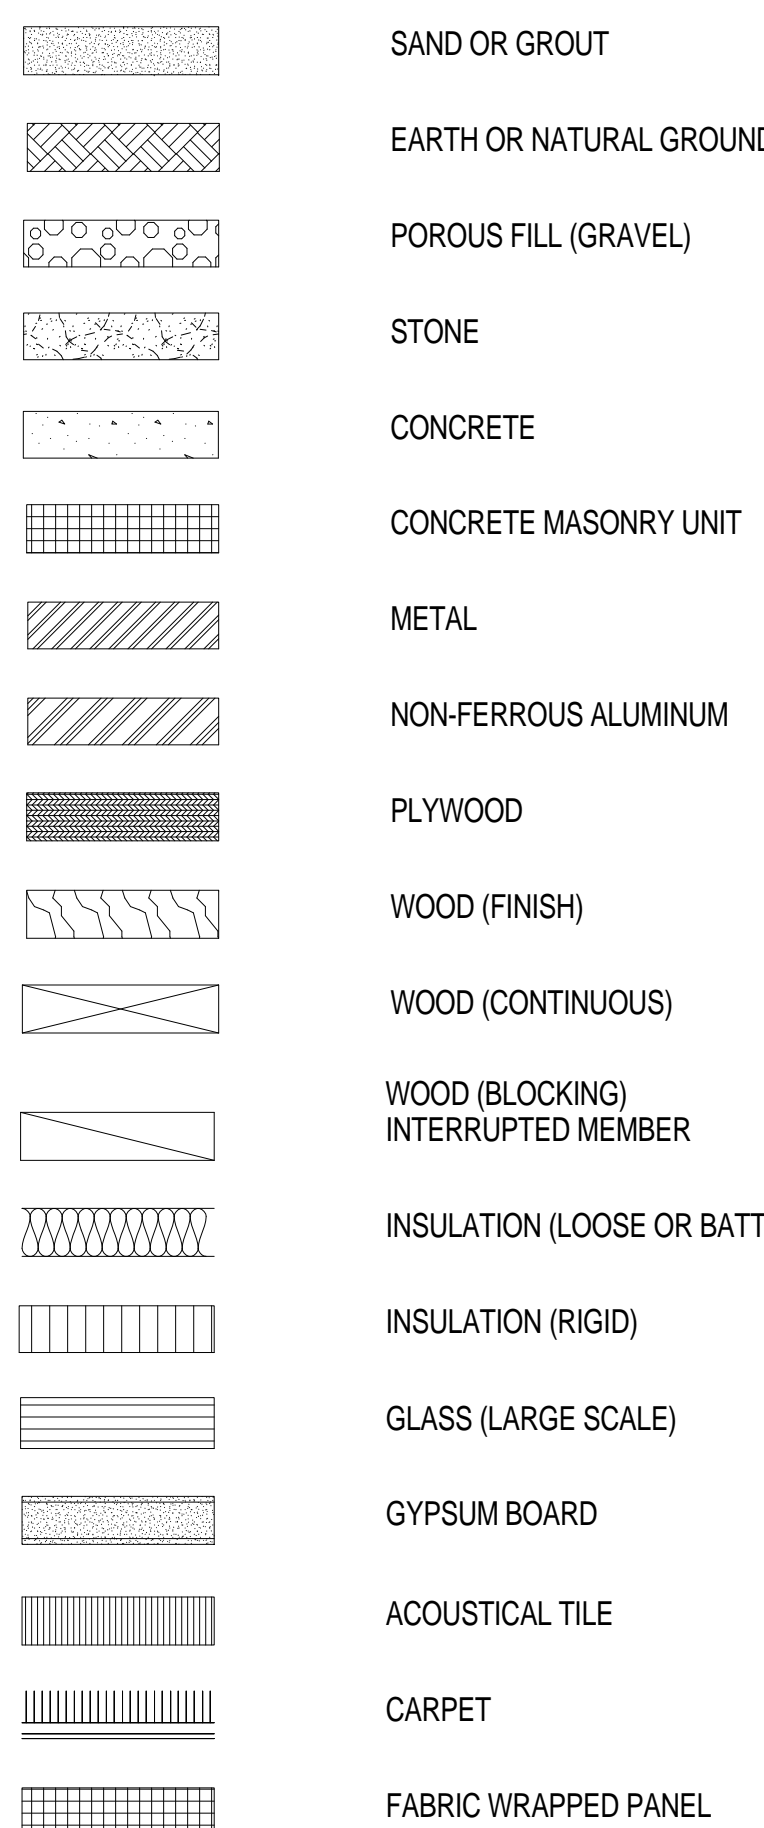 SAND OR GROUT
EARTH OR NATURAL GROUND
POROUS FILL (GRAVEL)
STONE
CONCRETE
CONCRETE MASONRY UNIT
METAL
NON-FERROUS ALUMINUM
PLYWOOD
WOOD (FINISH)
WOOD (CONTINUOUS)
WOOD (BLOCKING)
INTERRUPTED MEMBER
INSULATION (LOOSE OR BATT
INSULATION (RIGID)
GLASS (LARGE SCALE)
GYPSUM BOARD
ACOUSTICAL TILE
CARPET
FABRIC WRAPPED PANEL